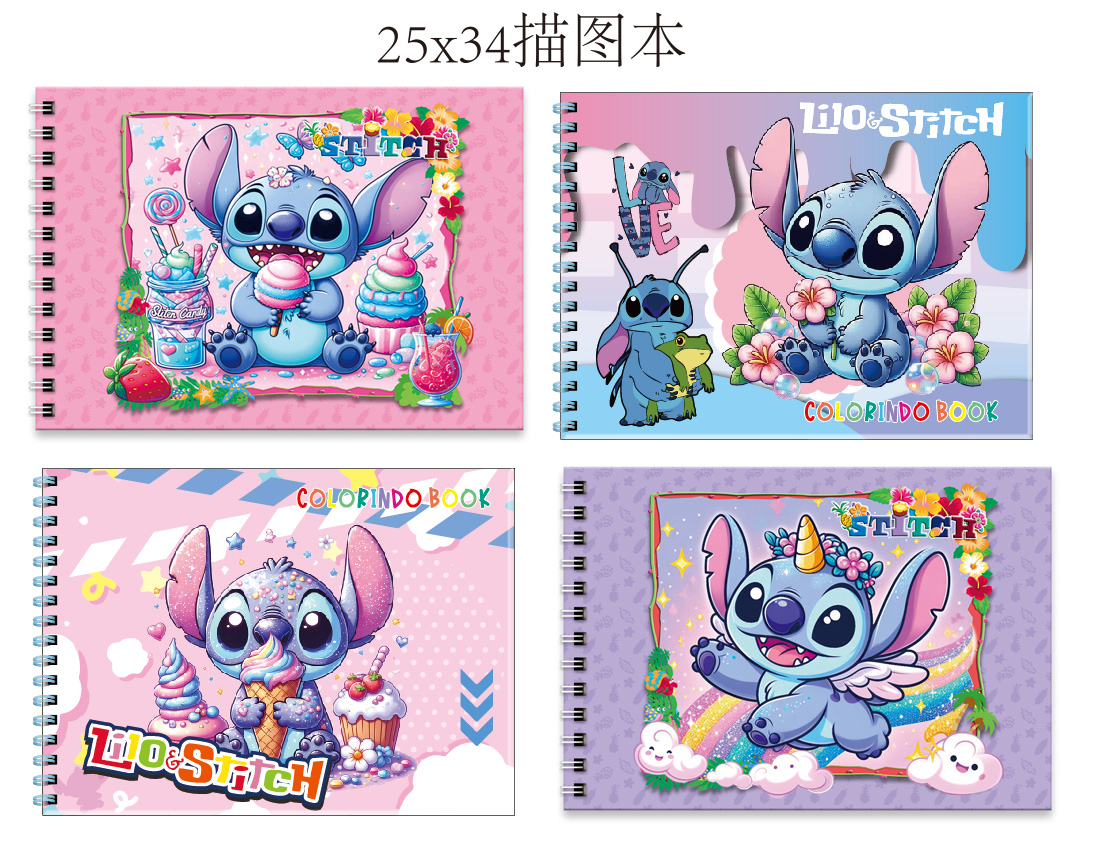 25x34描图本
STITCH
Lilo & Stitch
LOVE
Stien Candy
COLORINDO BOOK
COLORINDO BOOK
STITCH
Lilo & Stitch